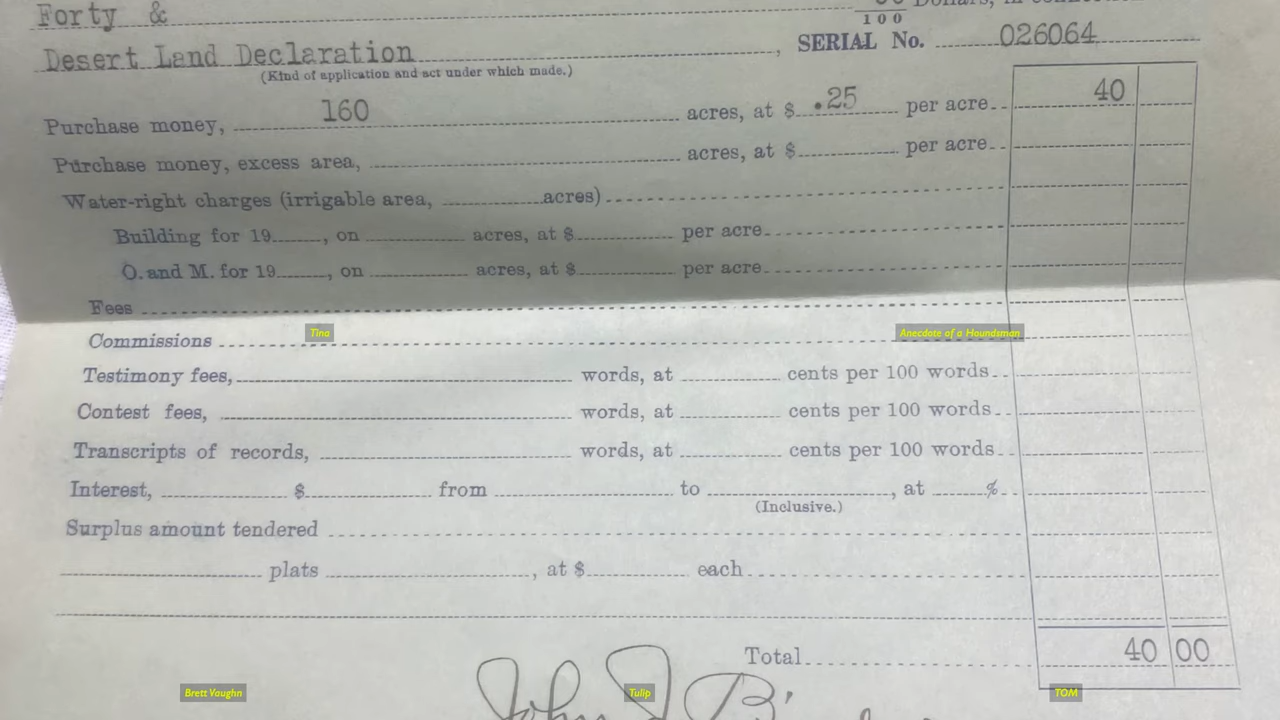 Forty &
100 Dollars, in connection
Desert Land Declaration, SERIAL No. 026064
(Kind of application and act under which made.)
Purchase money, 160 acres, at $ .25 per acre 40
Purchase money, excess area, acres, at $ per acre
Water-right charges (irrigable area, acres)
Building for 19, on acres, at $ per acre
O. and M. for 19, on acres, at $ per acre
Fees
Tina Anecdote of a Houndsman
Commissions
Testimony fees, words, at cents per 100 words
Contest fees, words, at cents per 100 words
Transcripts of records, words, at cents per 100 words
Interest, $ from to, at %
(Inclusive.)
Surplus amount tendered
plats, at $ each
Total 40 00
John J
Brett Vaughn Tulip TOM